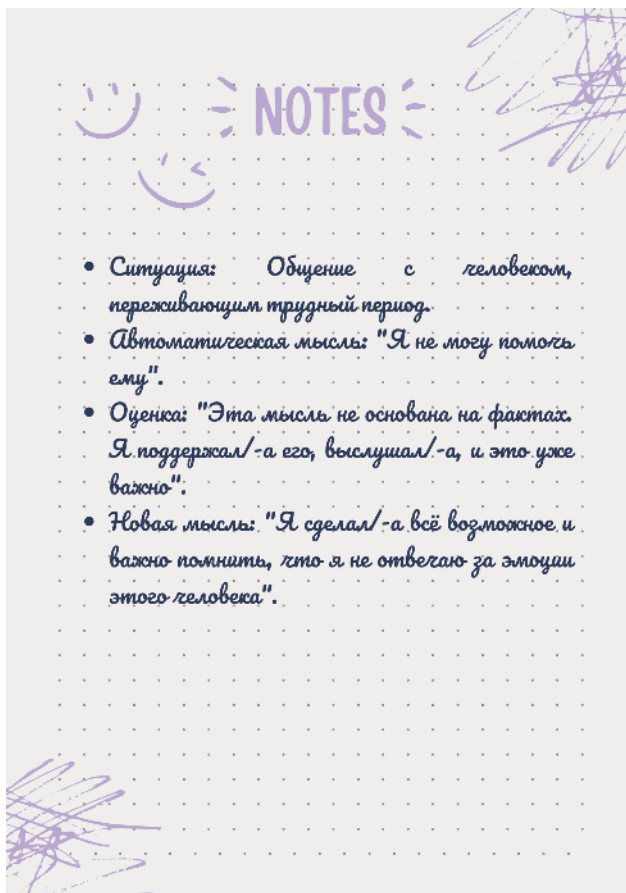 NOTES
• Ситуация: Общение с человеком,
переживающим трудный период.
• Автоматическая мысль: "Я не могу помочь
ему".
• Оценка: "Эта мысль не основана на фактах.
Я поддержал/-а его, выслушал/-а, и это уже
важно".
• Новая мысль: "Я сделал/-а всё возможное и
важно помнить, что я не отвечаю за эмоции
этого человека".